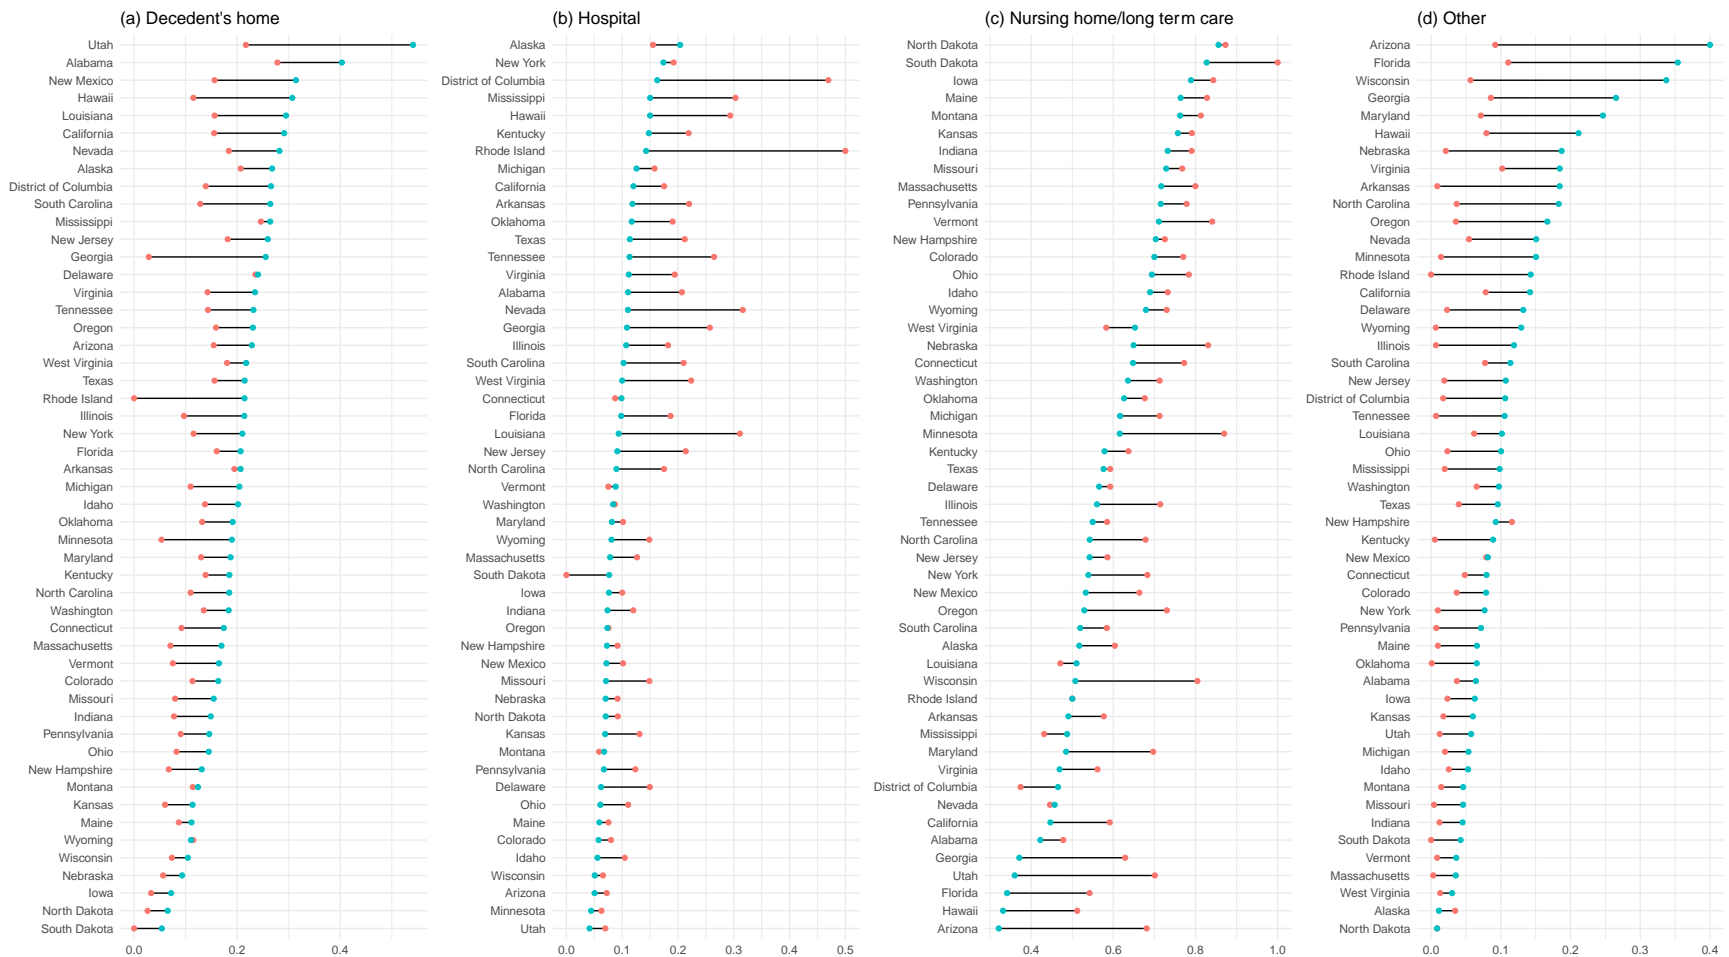 (a) Decedent's home
Utah
Alabama
New Mexico
Hawaii
Louisiana
California
Nevada
Alaska
District of Columbia
South Carolina
Mississippi
New Jersey
Georgia
Delaware
Virginia
Tennessee
Oregon
Arizona
West Virginia
Texas
Rhode Island
Illinois
New York
Florida
Arkansas
Michigan
Idaho
Oklahoma
Minnesota
Maryland
Kentucky
North Carolina
Washington
Connecticut
Massachusetts
Vermont
Colorado
Missouri
Indiana
Pennsylvania
Ohio
New Hampshire
Montana
Kansas
Maine
Wyoming
Wisconsin
Nebraska
Iowa
North Dakota
South Dakota
0.0 0.2 0.4
(b) Hospital
Alaska
New York
District of Columbia
Mississippi
Hawaii
Kentucky
Rhode Island
Michigan
California
Arkansas
Oklahoma
Texas
Tennessee
Virginia
Alabama
Nevada
Georgia
Illinois
South Carolina
West Virginia
Connecticut
Florida
Louisiana
New Jersey
North Carolina
Vermont
Washington
Maryland
Wyoming
Massachusetts
South Dakota
Iowa
Indiana
Oregon
New Hampshire
New Mexico
Missouri
Nebraska
North Dakota
Kansas
Montana
Pennsylvania
Delaware
Ohio
Maine
Colorado
Idaho
Wisconsin
Arizona
Minnesota
Utah
0.0 0.1 0.2 0.3 0.4 0.5
(c) Nursing home/long term care
North Dakota
South Dakota
Iowa
Maine
Montana
Kansas
Indiana
Missouri
Massachusetts
Pennsylvania
Vermont
New Hampshire
Colorado
Ohio
Idaho
Wyoming
West Virginia
Nebraska
Connecticut
Washington
Oklahoma
Michigan
Minnesota
Kentucky
Texas
Delaware
Illinois
Tennessee
North Carolina
New Jersey
New York
New Mexico
Oregon
South Carolina
Alaska
Louisiana
Wisconsin
Rhode Island
Arkansas
Mississippi
Maryland
Virginia
District of Columbia
Nevada
California
Alabama
Georgia
Utah
Florida
Hawaii
Arizona
0.4 0.6 0.8 1.0
(d) Other
Arizona
Florida
Wisconsin
Georgia
Maryland
Hawaii
Nebraska
Virginia
Arkansas
North Carolina
Oregon
Nevada
Minnesota
Rhode Island
California
Delaware
Wyoming
Illinois
South Carolina
New Jersey
District of Columbia
Tennessee
Louisiana
Ohio
Mississippi
Washington
Texas
New Hampshire
Kentucky
New Mexico
Connecticut
Colorado
New York
Pennsylvania
Maine
Oklahoma
Alabama
Iowa
Kansas
Utah
Michigan
Idaho
Montana
Missouri
Indiana
South Dakota
Vermont
Massachusetts
West Virginia
Alaska
North Dakota
0.0 0.1 0.2 0.3 0.4